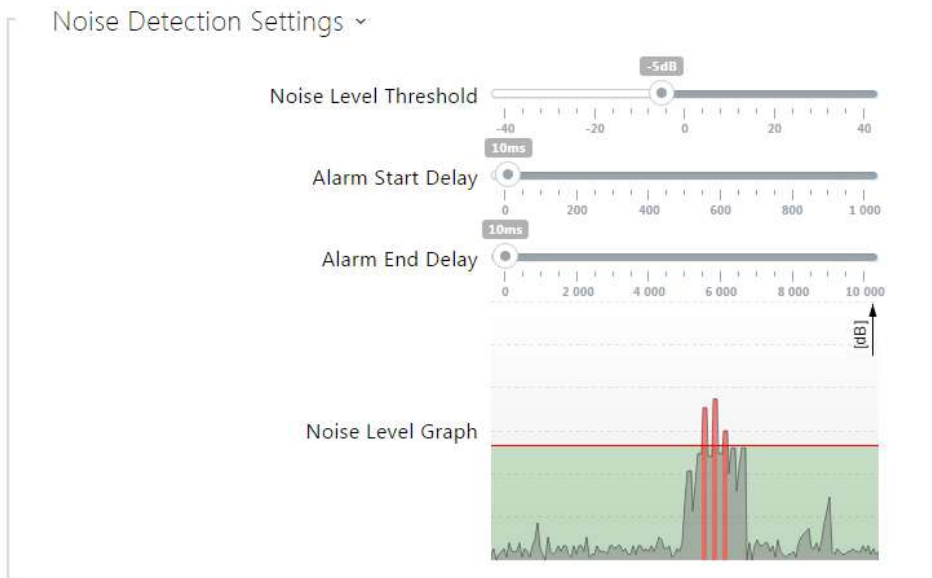 Noise Detection Settings
-5dB
Noise Level Threshold
-40 -20 0 20 40
10ms
Alarm Start Delay
0 200 400 600 800 1 000
10ms
Alarm End Delay
0 2 000 4 000 6 000 8 000 10 000
[dB]
Noise Level Graph